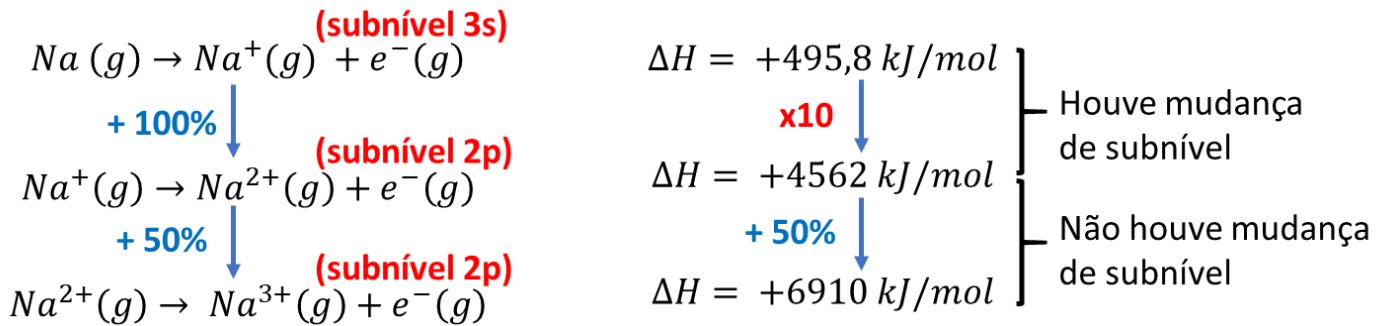 (subnível 3s)
Na (g) → Na⁺(g) + e⁻(g)
ΔH = +495,8 kJ/mol
+ 100%
x10
Houve mudança
de subnível
(subnível 2p)
Na⁺(g) → Na²⁺(g) + e⁻(g)
ΔH = +4562 kJ/mol
+ 50%
+ 50%
Não houve mudança
de subnível
(subnível 2p)
Na²⁺(g) → Na³⁺(g) + e⁻(g)
ΔH = +6910 kJ/mol